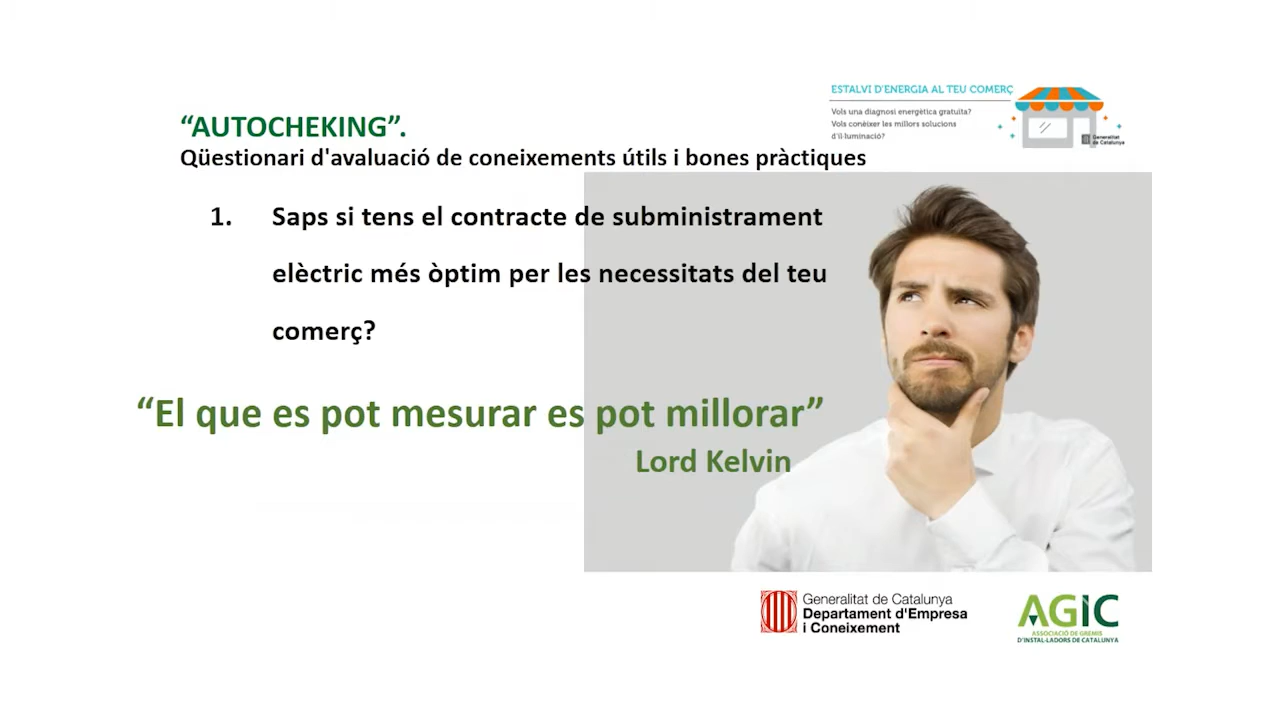 ESTALVI D'ENERGIA AL TEU COMERÇ
Vols una diagnosi energètica gratuïta?
Vols conèixer les millors solucions
d'il·luminació?
Generalitat
de Catalunya
“AUTOCHEKING”.
Qüestionari d'avaluació de coneixements útils i bones pràctiques
1. Saps si tens el contracte de subministrament
elèctric més òptim per les necessitats del teu
comerç?
“El que es pot mesurar es pot millorar”
Lord Kelvin
Generalitat de Catalunya
Departament d'Empresa
i Coneixement
AGIC
ASSOCIACIÓ DE GREMIS
D'INSTAL·LADORS DE CATALUNYA